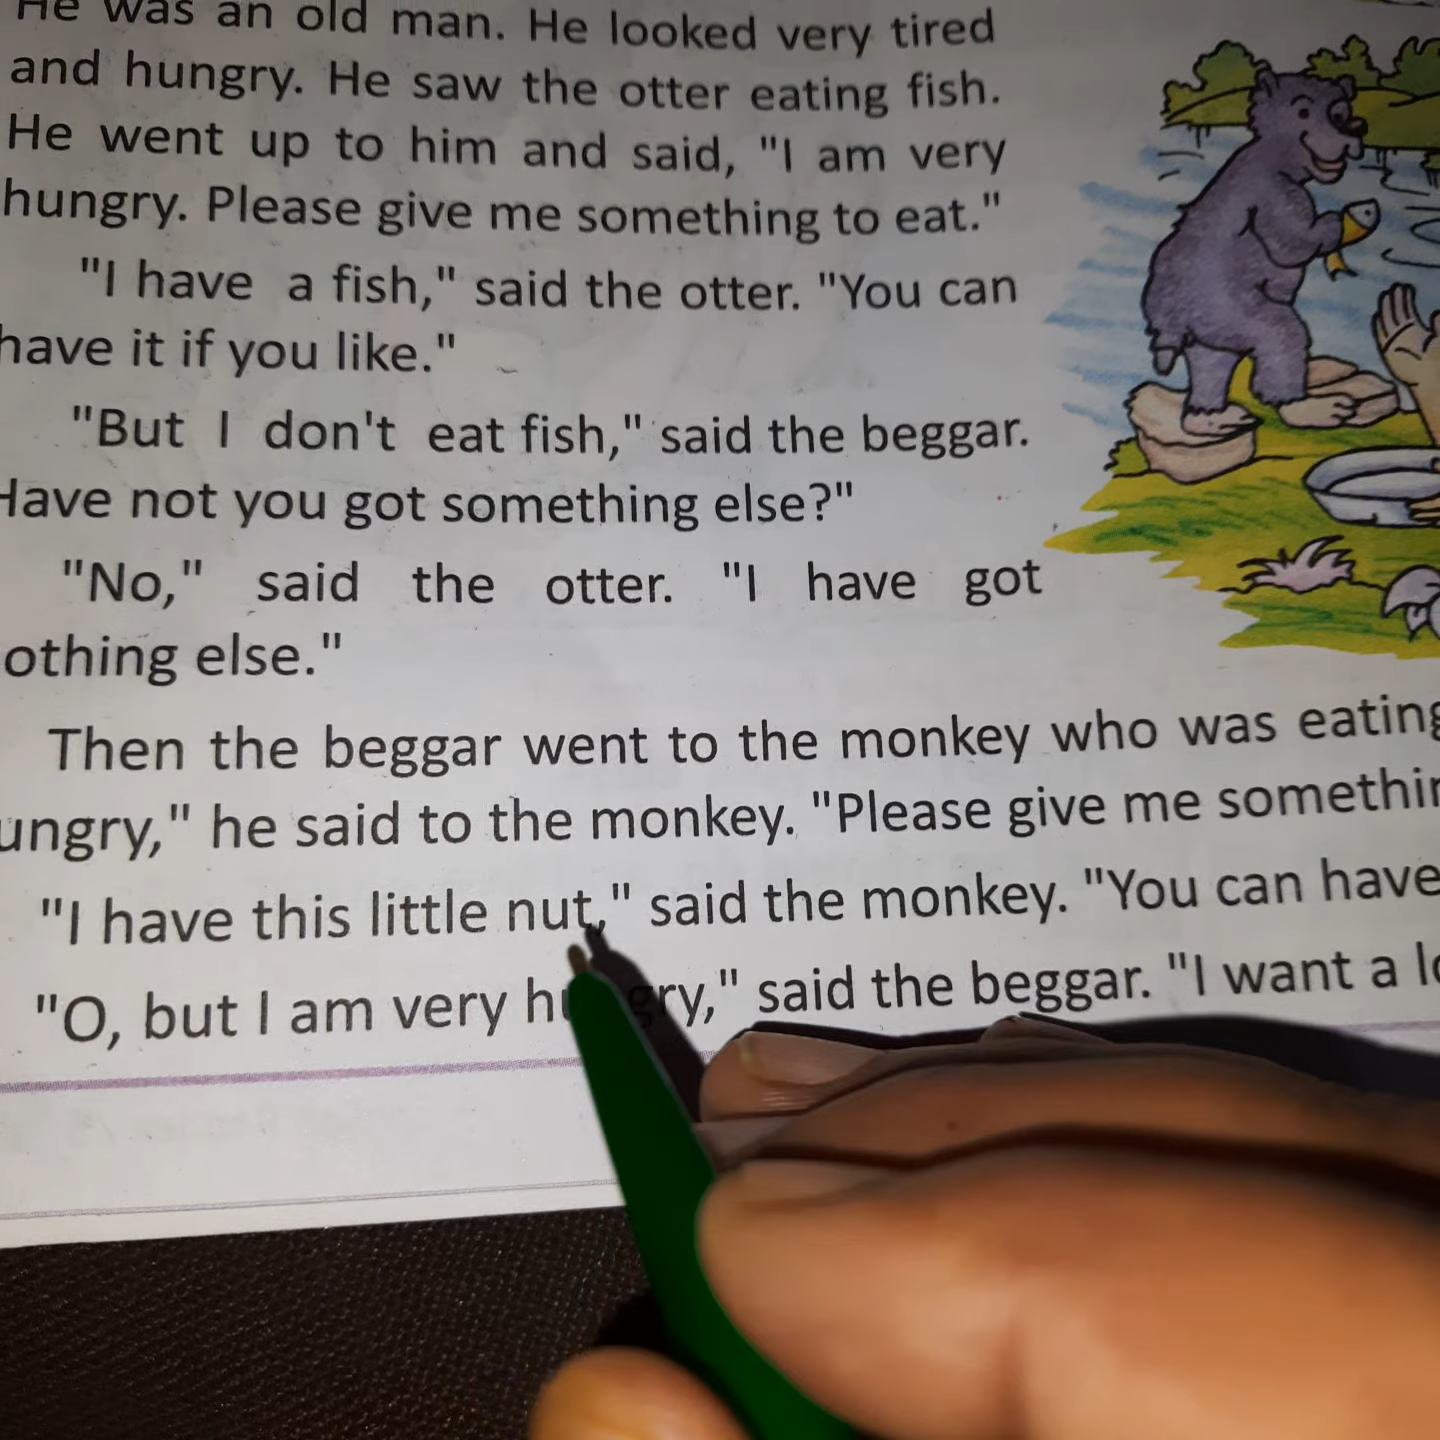 He was an old man. He looked very tired
and hungry. He saw the otter eating fish.
He went up to him and said, "I am very
hungry. Please give me something to eat."
"I have a fish," said the otter. "You can
have it if you like."
"But I don't eat fish," said the beggar.
Have not you got something else?"
"No," said the otter. "I have got
othing else."
Then the beggar went to the monkey who was eating
ungry," he said to the monkey. "Please give me somethin
"I have this little nut," said the monkey. "You can have
"O, but I am very said the beggar. "I want a